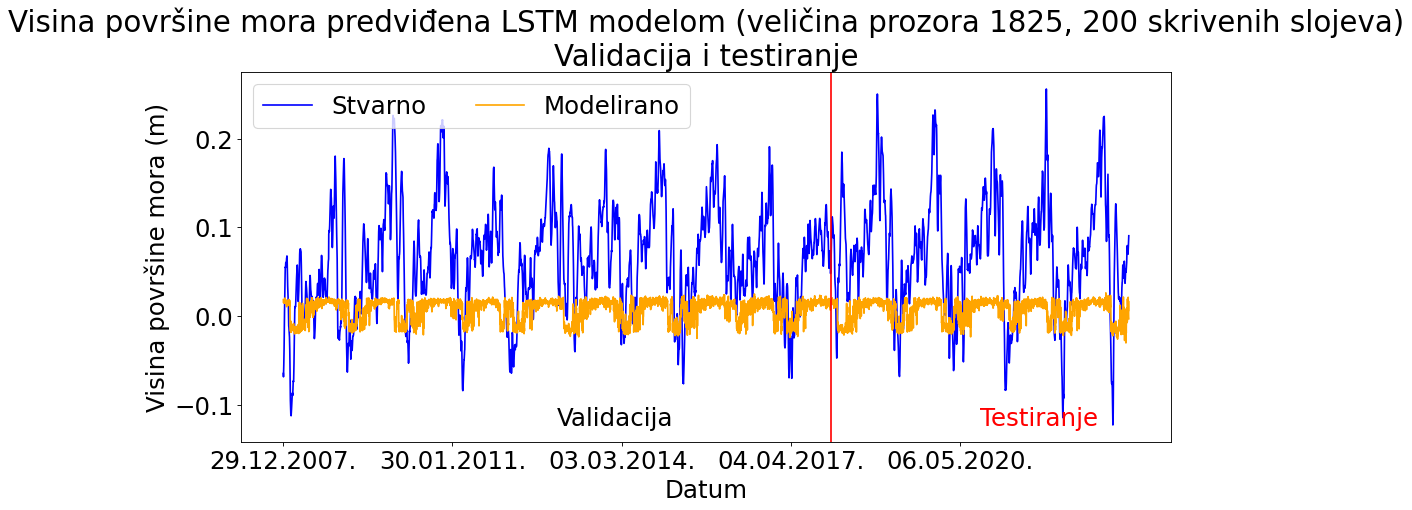 Visina površine mora predviđena LSTM modelom (veličina prozora 1825, 200 skrivenih slojeva)
Validacija i testiranje
Stvarno
Modelirano
Visina površine mora (m)
0.2
0.1
0.0
−0.1
Validacija
Testiranje
29.12.2007.
30.01.2011.
03.03.2014.
04.04.2017.
06.05.2020.
Datum